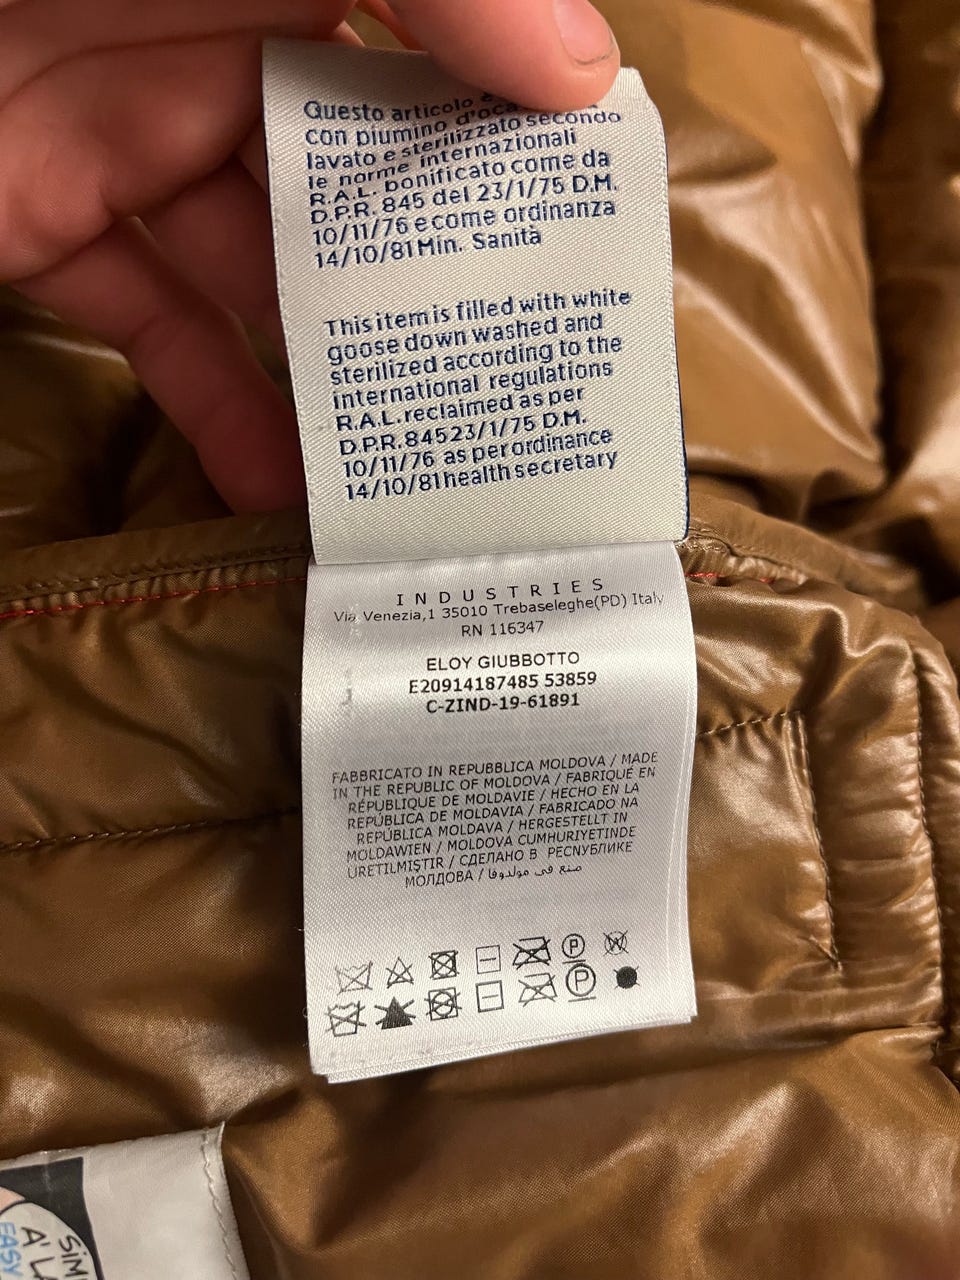 Questo articolo è
con piumino d'oca
lavato e sterilizzato secondo
le norme internazionali
R.A.L. bonificato come da
D.P.R. 845 del 23/1/75 D.M.
10/11/76 e come ordinanza
14/10/81 Min. Sanità
This item is filled with white
goose down washed and
sterilized according to the
international regulations
R.A.L. reclaimed as per
D.P.R. 845 23/1/75 D.M.
10/11/76 as per ordinance
14/10/81 health secretary
INDUSTRIES
Via Venezia,1 35010 Trebaseleghe(PD) Italy
RN 116347
ELOY GIUBBOTTO
E20914187485 53859
C-ZIND-19-61891
FABBRICATO IN REPUBBLICA MOLDOVA / MADE
IN THE REPUBLIC OF MOLDOVA / FABRIQUÉ EN
RÉPUBLIQUE DE MOLDAVIE / HECHO EN LA
REPÚBLICA DE MOLDAVIA / FABRICADO NA
REPÚBLICA MOLDAVA / HERGESTELLT IN
MOLDAWIEN / MOLDOVA CUMHURIYETINDE
ÜRETILMIŞTIR / СДЕЛАНО В РЕСПУБЛИКЕ
МОЛДОВА / صنع في مولدوفا
P W
P
SiM
A' LA
EASY